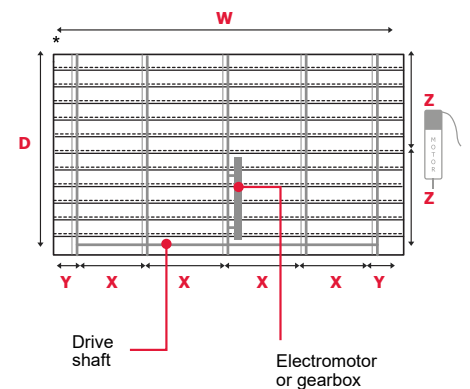 W
*
D
Z
MOTOR
Z
Y X X X X Y
Drive
shaft
Electromotor
or gearbox